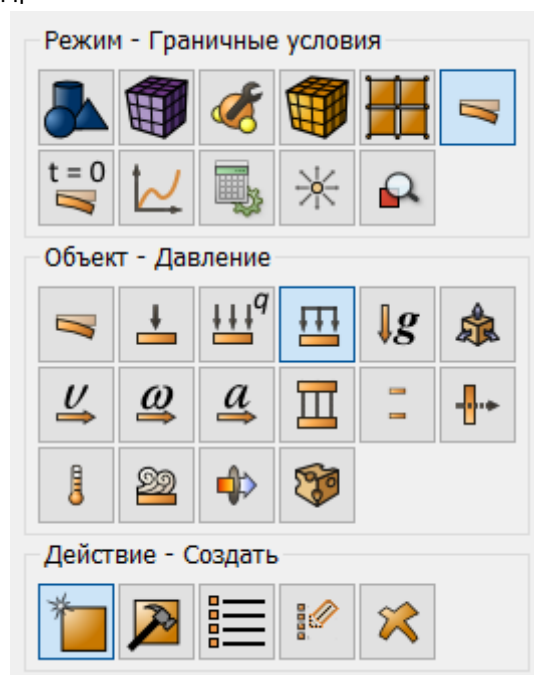 Режим - Граничные условия
t = 0
Объект - Давление
q
g
υ ω a
Действие - Создать